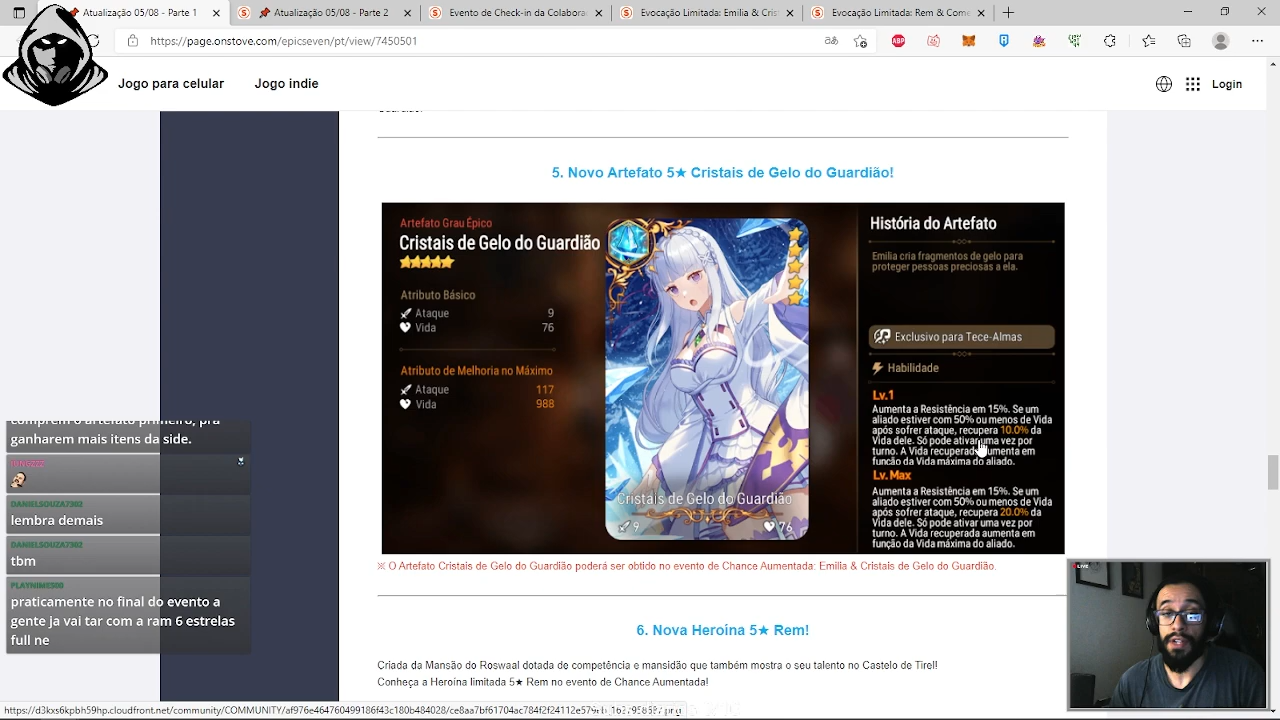 Atualização 05/08 - Parte 1
Atualização 05/08 - Parte 2
Evento de Check-in da Colabora
Evocação Limitada: Emilia & C
Evocação Limitada: Rem & Com
https://page.onstove.com/epicseven/pt/view/7450501
Jogo para celular
Jogo indie
Login
5. Novo Artefato 5★ Cristais de Gelo do Guardião!
Artefato Grau Épico
Cristais de Gelo do Guardião
Atributo Básico
Ataque 9
Vida 76
Atributo de Melhoria no Máximo
Ataque 117
Vida 988
Cristais de Gelo do Guardião
9
76
História do Artefato
Emilia cria fragmentos de gelo para
proteger pessoas preciosas a ela.
Exclusivo para Tece-Almas
Habilidade
Lv.1
Aumenta a Resistência em 15%. Se um
aliado estiver com 50% ou menos de Vida
após sofrer ataque, recupera 10.0% da
Vida dele. Só pode ativar uma vez por
turno. A Vida recuperada aumenta em
função da Vida máxima do aliado.
Lv.Max
Aumenta a Resistência em 15%. Se um
aliado estiver com 50% ou menos de Vida
após sofrer ataque, recupera 20.0% da
Vida dele. Só pode ativar uma vez por
turno. A Vida recuperada aumenta em
função da Vida máxima do aliado.
※ O Artefato Cristais de Gelo do Guardião poderá ser obtido no evento de Chance Aumentada: Emilia & Cristais de Gelo do Guardião.
6. Nova Heroína 5★ Rem!
Criada da Mansão do Roswaal dotada de competência e mansidão que também mostra o seu talento no Castelo de Tirel!
Conheça a Heroína limitada 5★ Rem no evento de Chance Aumentada!
comprem o artefato primeiro, pra
ganharem mais itens da side.
DANIELSOUZA7302
lembra demais
DANIELSOUZA7302
tbm
PLAYNIME500
praticamente no final do evento a
gente ja vai tar com a ram 6 estrelas
full ne
LIVE